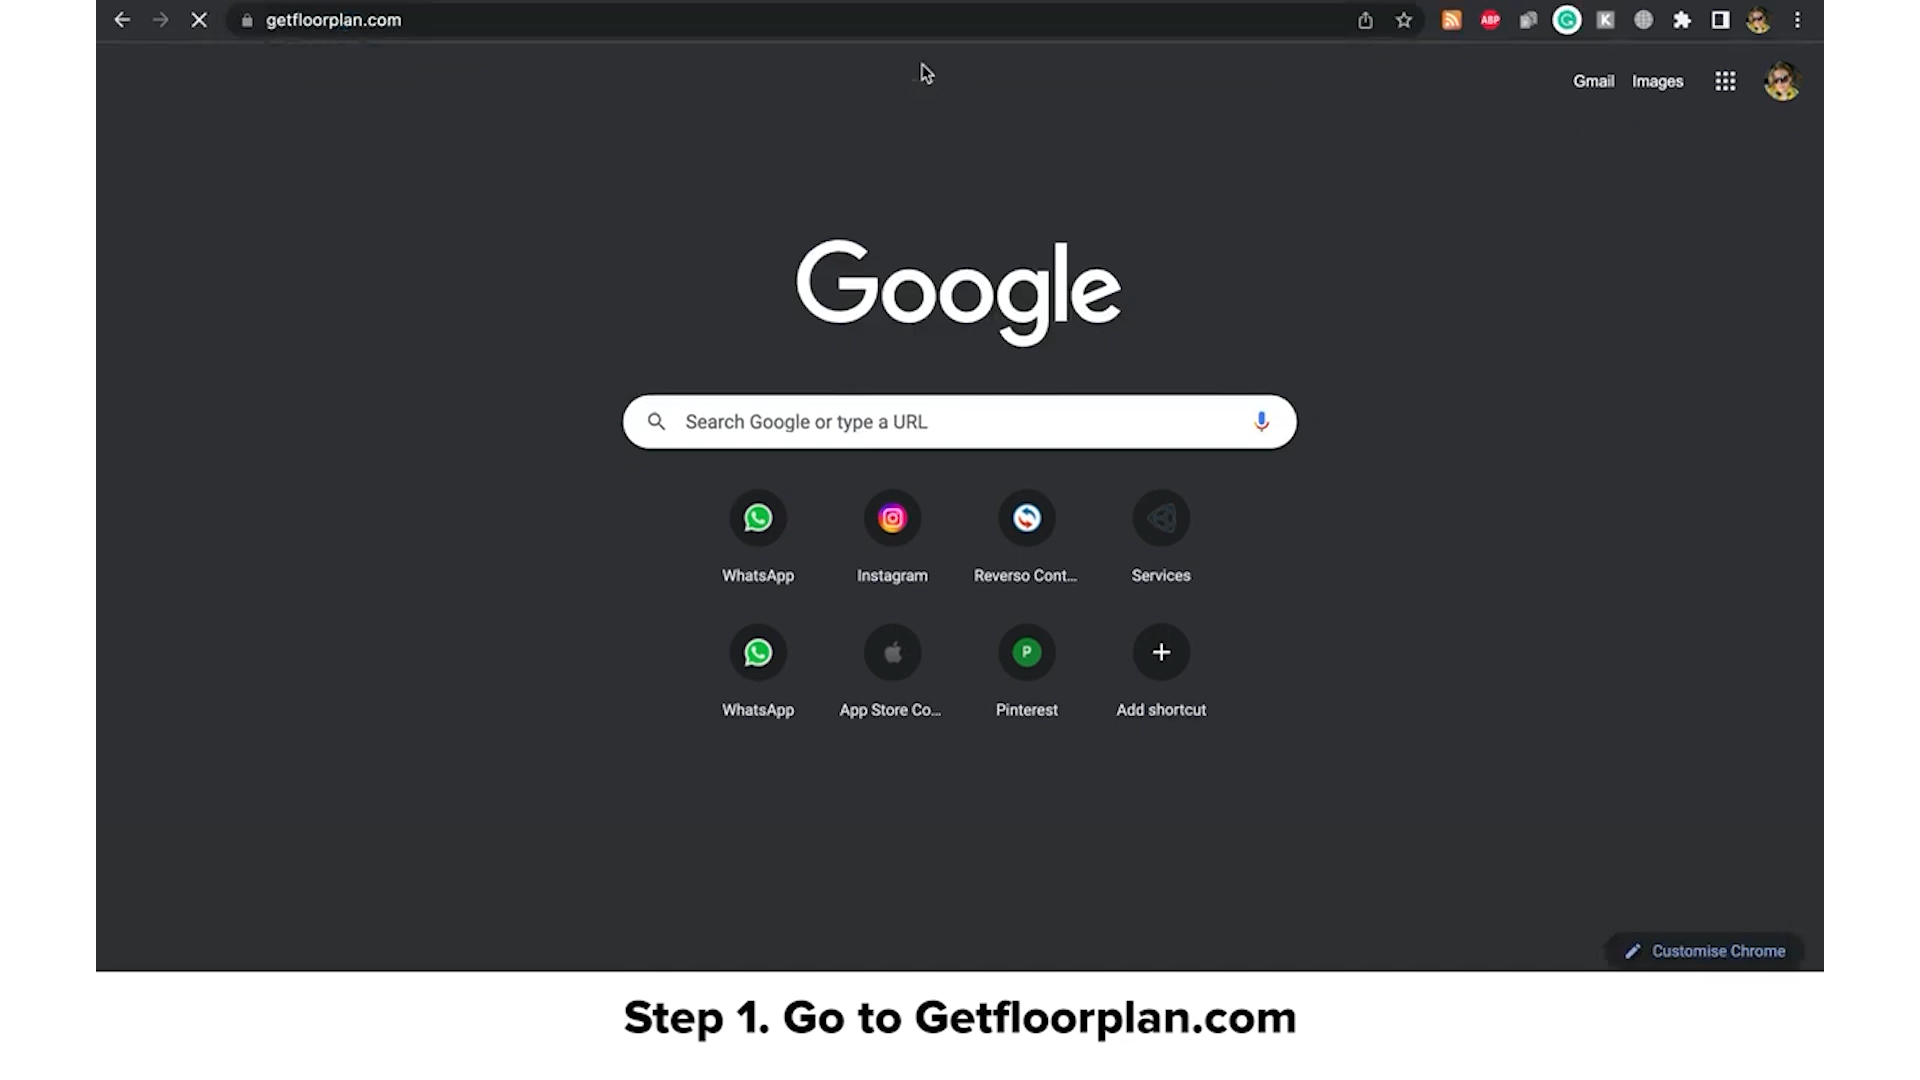 getfloorplan.com
ABP
K
Gmail Images
Google
Search Google or type a URL
WhatsApp Instagram Reverso Cont... Services
P
WhatsApp App Store Co... Pinterest Add shortcut
Customise Chrome
Step 1. Go to Getfloorplan.com